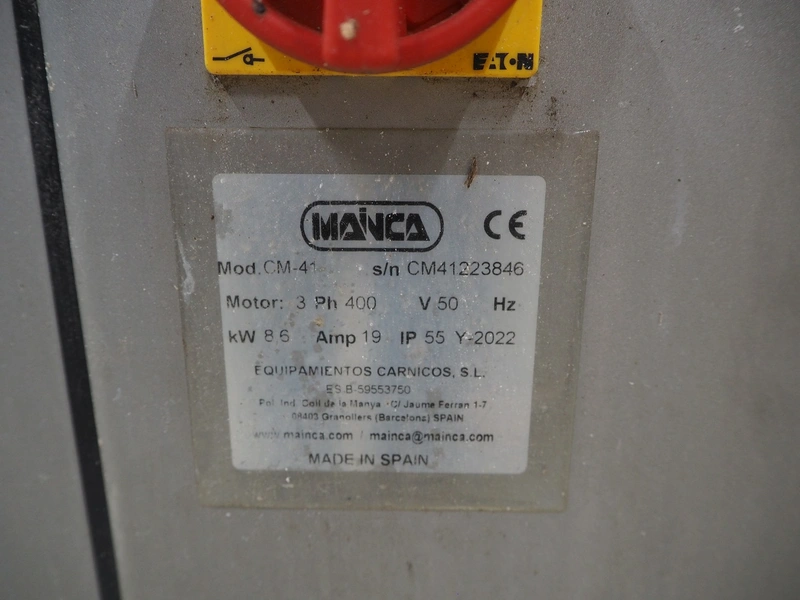 EATON
MAINCA CE
Mod. CM-41 s/n CM41223846
Motor: 3 Ph 400 V 50 Hz
kW 8,6 Amp 19 IP 55 Y-2022
EQUIPAMIENTOS CARNICOS, S.L.
ES B-59553750
Pol. Ind. Coll de la Manya · C/ Jaume Ferran 1-7
08403 Granollers (Barcelona) SPAIN
www.mainca.com / mainca@mainca.com
MADE IN SPAIN